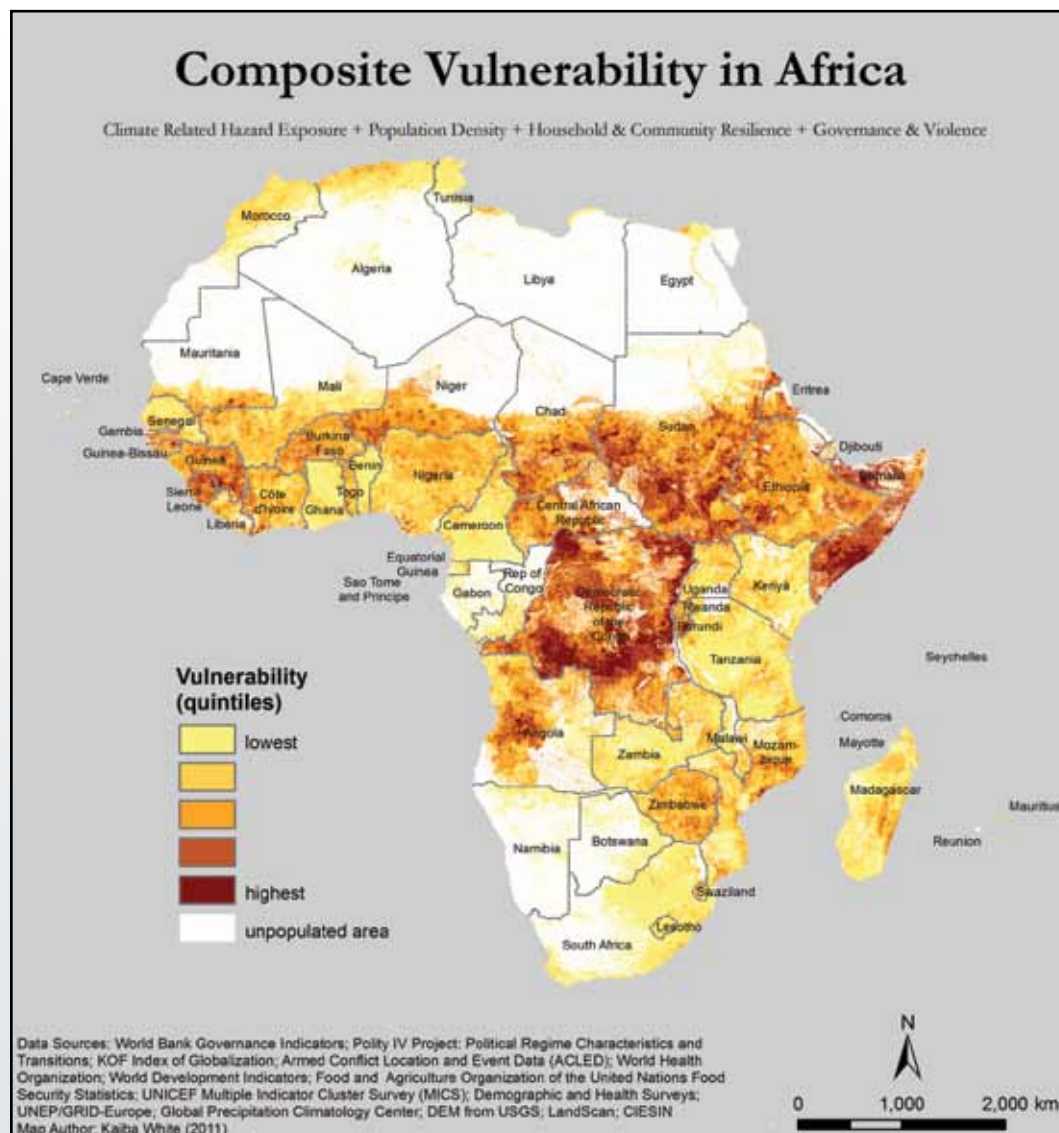 Composite Vulnerability in Africa
Climate Related Hazard Exposure + Population Density + Household & Community Resilience + Governance & Violence
Tunisia
Morocco
Algeria
Libya
Egypt
Mauritania
Cape Verde
Mali
Niger
Chad
Sudan
Eritrea
Senegal
Gambia
Guinea-Bissau
Guinea
Burkina
Faso
Benin
Nigeria
Djibouti
Somalia
Ethiopia
Sierra
Leone
Liberia
Côte
d'Ivoire
Ghana
Togo
Central African
Republic
Cameroon
Equatorial
Guinea
Sao Tome
and Principe
Gabon
Rep of
Congo
Democratic
Republic
of the
Congo
Uganda
Rwanda
Burundi
Kenya
Tanzania
Seychelles
Comoros
Mayotte
Angola
Zambia
Malawi
Mozam-
bique
Madagascar
Mauritius
Reunion
Zimbabwe
Namibia
Botswana
Swaziland
Lesotho
South Africa
Vulnerability
(quintiles)
lowest
highest
unpopulated area
Data Sources: World Bank Governance Indicators; Polity IV Project: Political Regime Characteristics and
Transitions; KOF Index of Globalization; Armed Conflict Location and Event Data (ACLED); World Health
Organization; World Development Indicators; Food and Agriculture Organization of the United Nations Food
Security Statistics; UNICEF Multiple Indicator Cluster Survey (MICS); Demographic and Health Surveys;
UNEP/GRID-Europe; Global Precipitation Climatology Center; DEM from USGS; LandScan; CIESIN
Map Author: Kaiba White (2011)
N
0 1,000 2,000 km